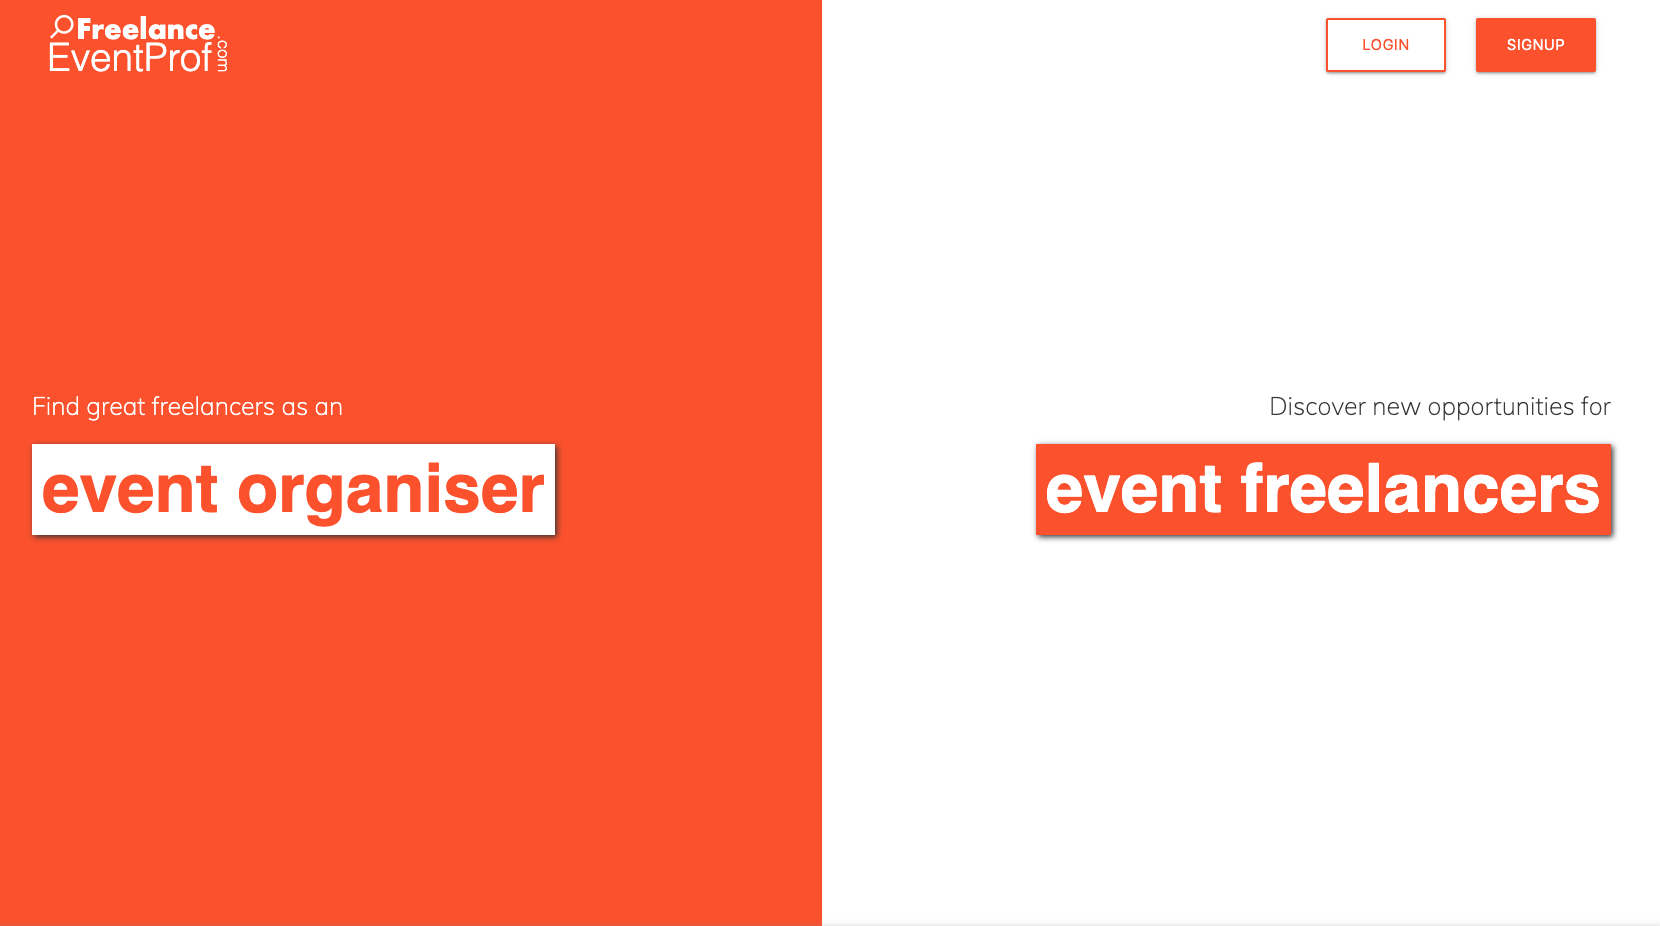 Freelance
EventProf.com
LOGIN
SIGNUP
Find great freelancers as an
event organiser
Discover new opportunities for
event freelancers